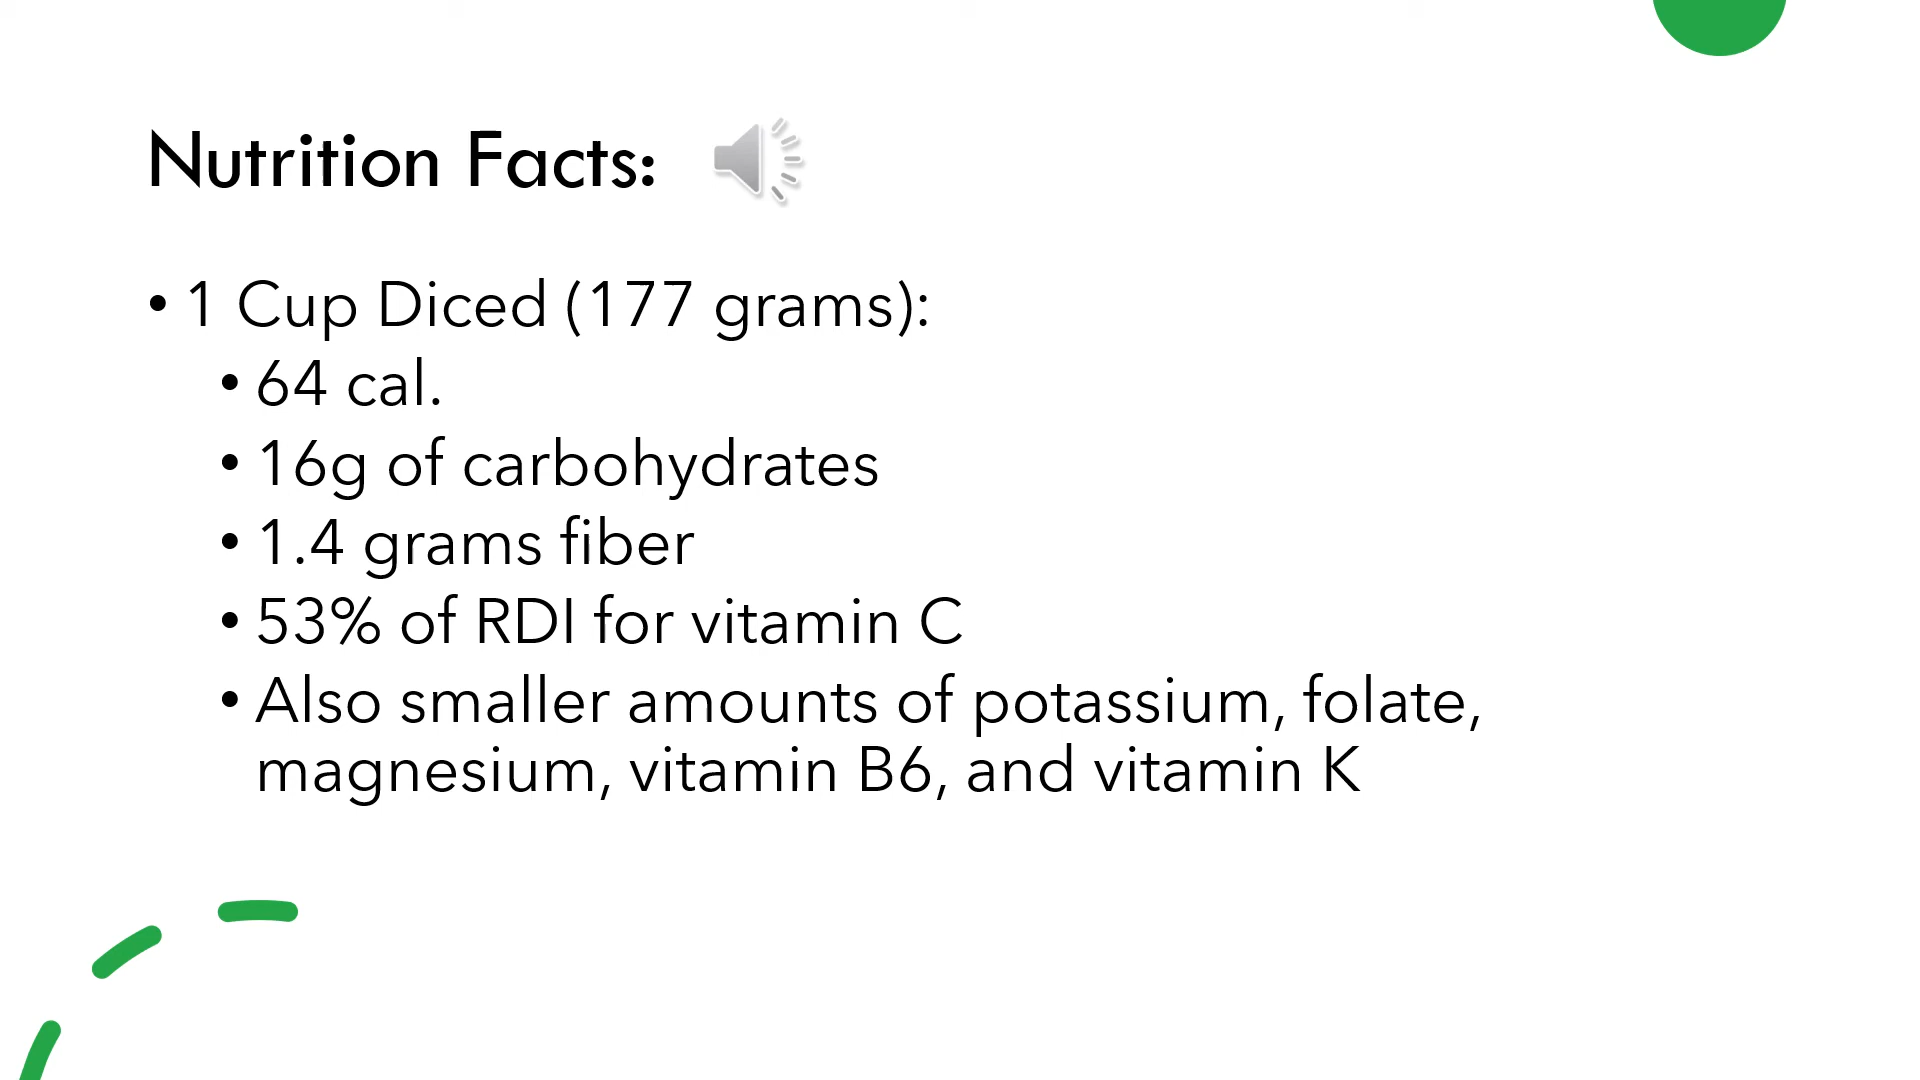 Nutrition Facts:
• 1 Cup Diced (177 grams):
• 64 cal.
• 16g of carbohydrates
• 1.4 grams fiber
• 53% of RDI for vitamin C
• Also smaller amounts of potassium, folate,
magnesium, vitamin B6, and vitamin K